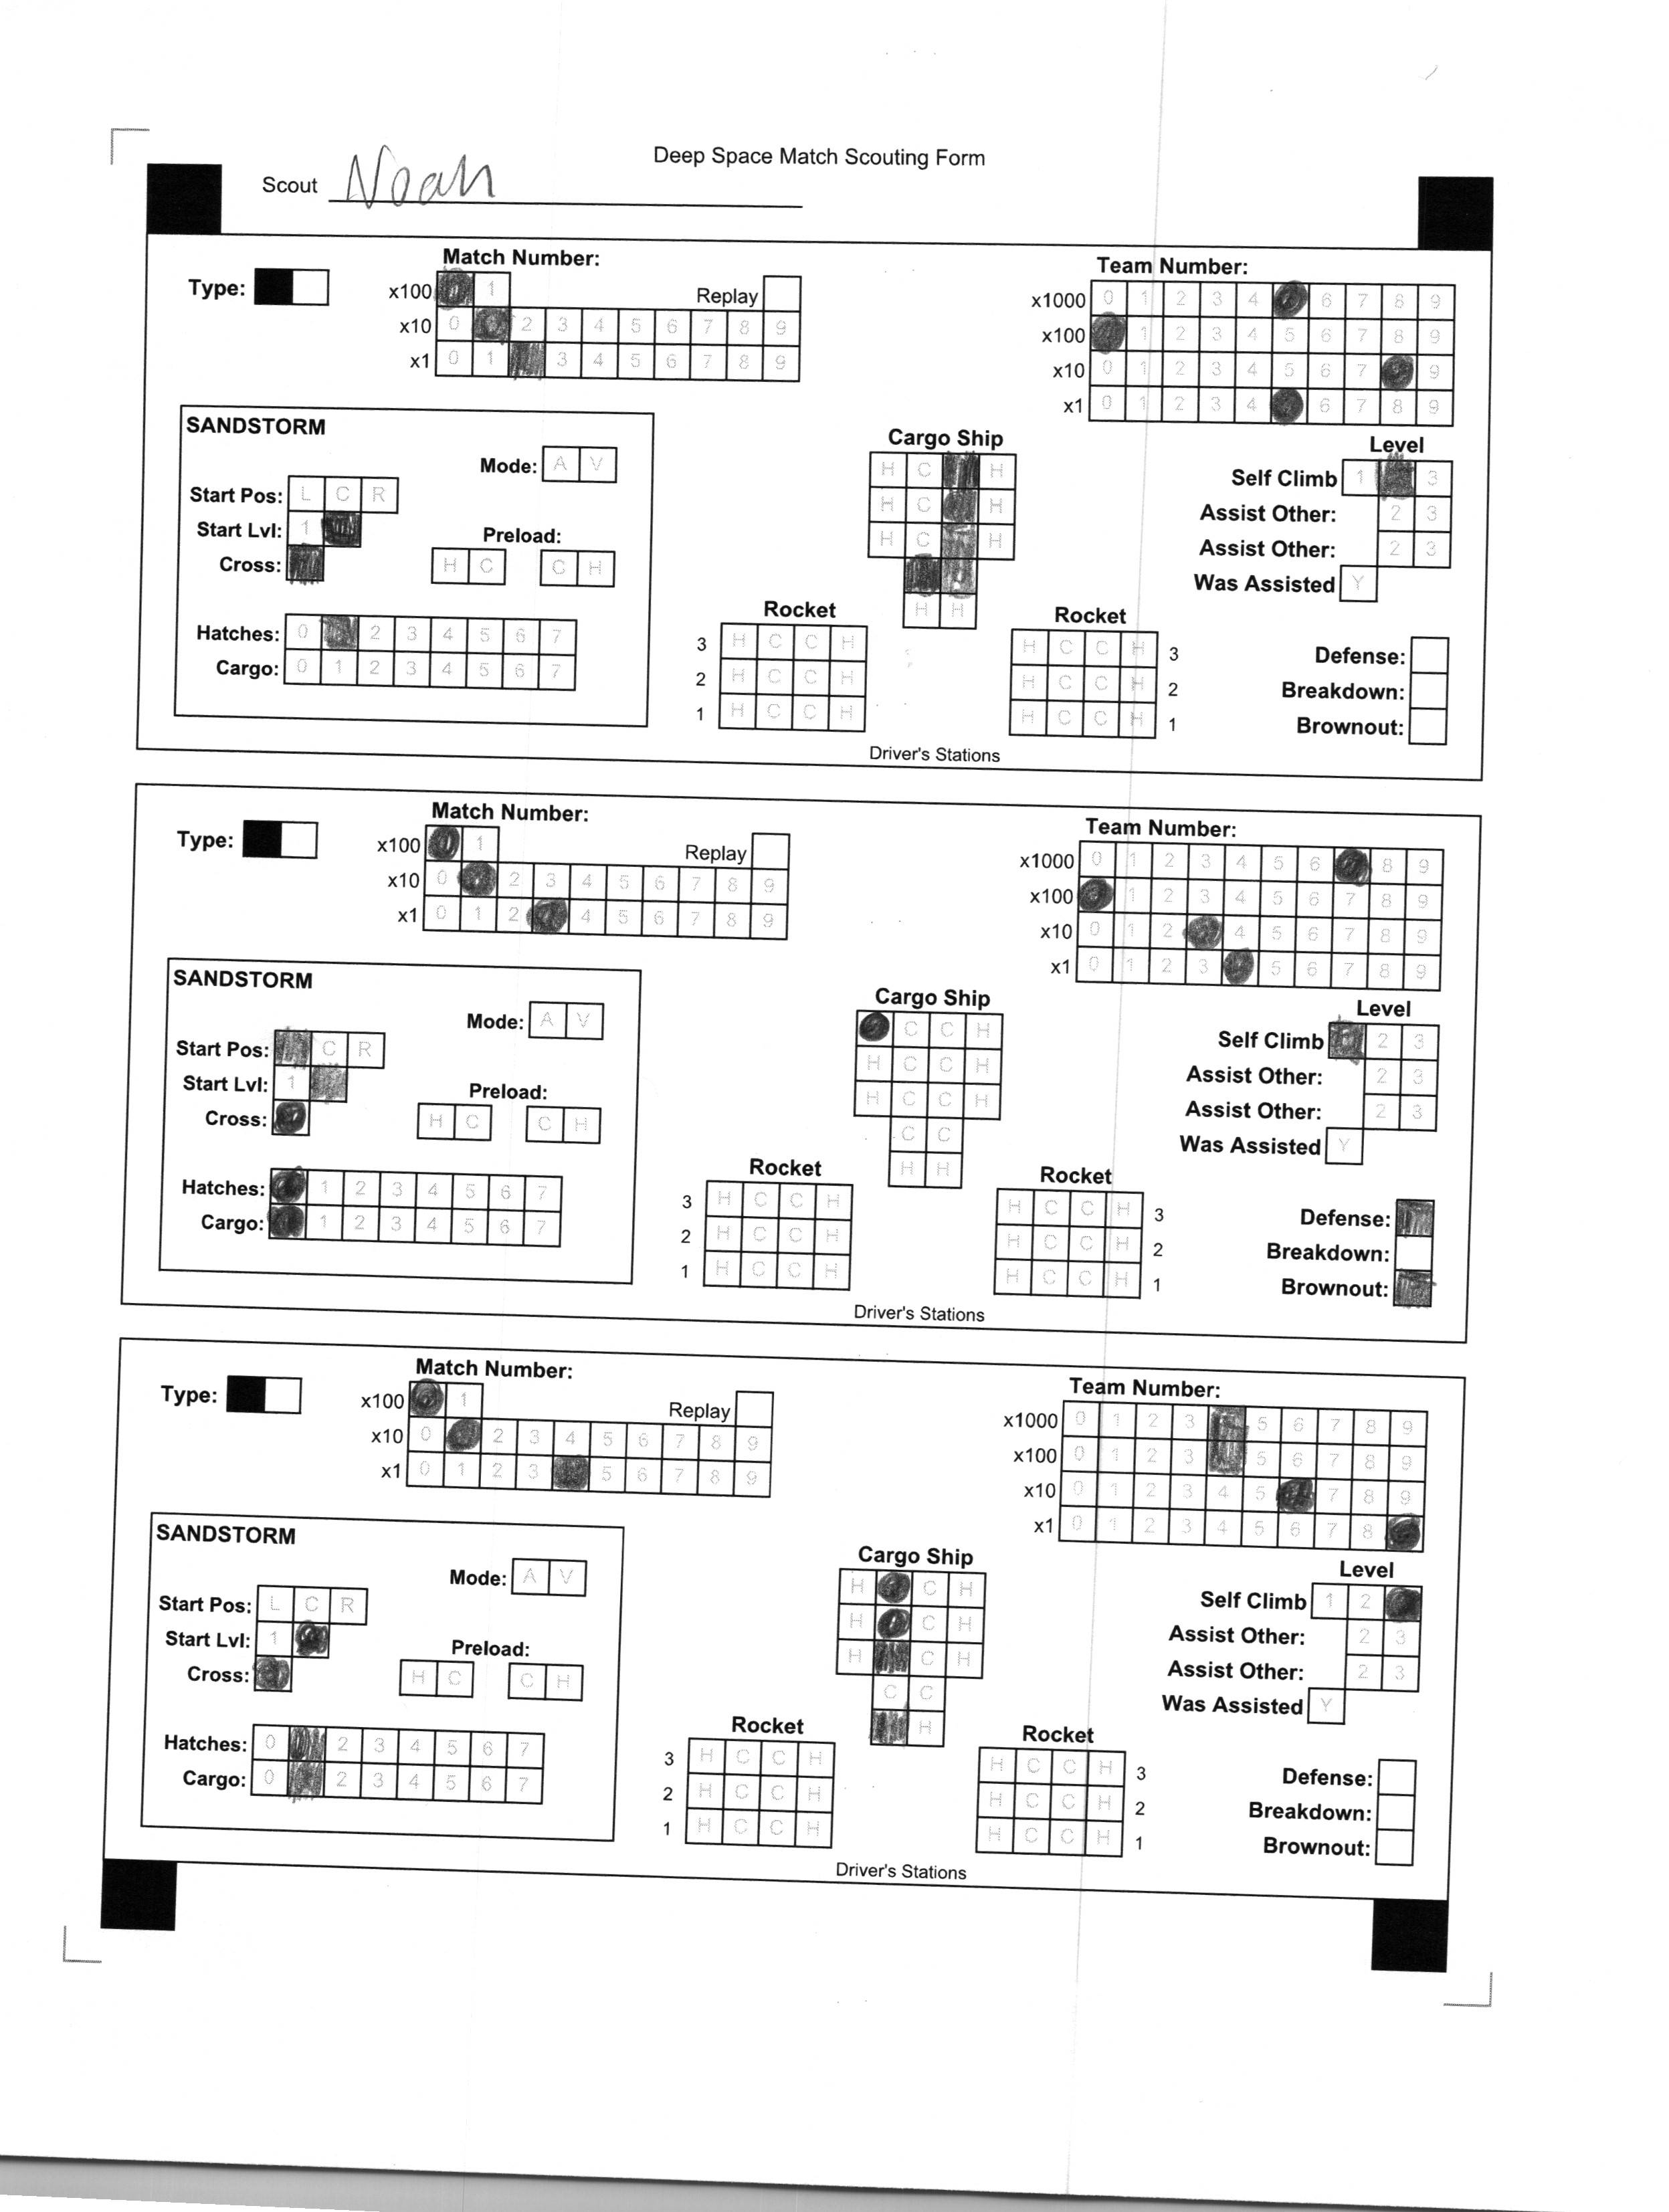 Deep Space Match Scouting Form
Scout Noah
Match Number:
Team Number:
Type:
x100 1
Replay
x10 0 2 3 4 5 6 7 8 9
x1 0 1 3 4 5 6 7 8 9
x1000 0 1 2 3 4 6 7 8 9
x100 1 2 3 4 5 6 7 8 9
x10 0 1 2 3 4 5 6 7 9
x1 0 1 2 3 4 6 7 8 9
SANDSTORM
Mode: A V
Start Pos: L C R
Start Lvl: 1
Preload:
Cross:
H C C H
Hatches: 0 2 3 4 5 6 7
Cargo: 0 1 2 3 4 5 6 7
Cargo Ship
H C H
H C H
H C H
H H
Level
Self Climb 1 3
Assist Other: 2 3
Assist Other: 2 3
Was Assisted Y
Rocket
3 H C C H
2 H C C H
1 H C C H
Rocket
H C C H 3
H C C H 2
H C C H 1
Defense:
Breakdown:
Brownout:
Driver's Stations
Match Number:
Team Number:
Type:
x100 1
Replay
x10 0 2 3 4 5 6 7 8 9
x1 0 1 2 4 5 6 7 8 9
x1000 0 1 2 3 4 5 6 8 9
x100 1 2 3 4 5 6 7 8 9
x10 0 1 2 4 5 6 7 8 9
x1 0 1 2 3 5 6 7 8 9
SANDSTORM
Mode: A V
Start Pos: C R
Start Lvl: 1
Preload:
Cross:
H C C H
Hatches: 1 2 3 4 5 6 7
Cargo: 1 2 3 4 5 6 7
Cargo Ship
C C H
H C C H
H C C H
C C
H H
Level
Self Climb 2 3
Assist Other: 2 3
Assist Other: 2 3
Was Assisted Y
Rocket
3 H C C H
2 H C C H
1 H C C H
Rocket
H C C H 3
H C C H 2
H C C H 1
Defense:
Breakdown:
Brownout:
Driver's Stations
Match Number:
Team Number:
Type:
x100 1
Replay
x10 0 2 3 4 5 6 7 8 9
x1 0 1 2 3 5 6 7 8 9
x1000 0 1 2 3 5 6 7 8 9
x100 0 1 2 3 5 6 7 8 9
x10 0 1 2 3 4 5 7 8 9
x1 0 1 2 3 4 5 6 7 8
SANDSTORM
Mode: A V
Start Pos: L C R
Start Lvl: 1
Preload:
Cross:
H C C H
Hatches: 0 2 3 4 5 6 7
Cargo: 0 2 3 4 5 6 7
Cargo Ship
H C H
H C H
H C H
C C
H
Level
Self Climb 1 2
Assist Other: 2 3
Assist Other: 2 3
Was Assisted Y
Rocket
3 H C C H
2 H C C H
1 H C C H
Rocket
H C C H 3
H C C H 2
H C C H 1
Defense:
Breakdown:
Brownout:
Driver's Stations